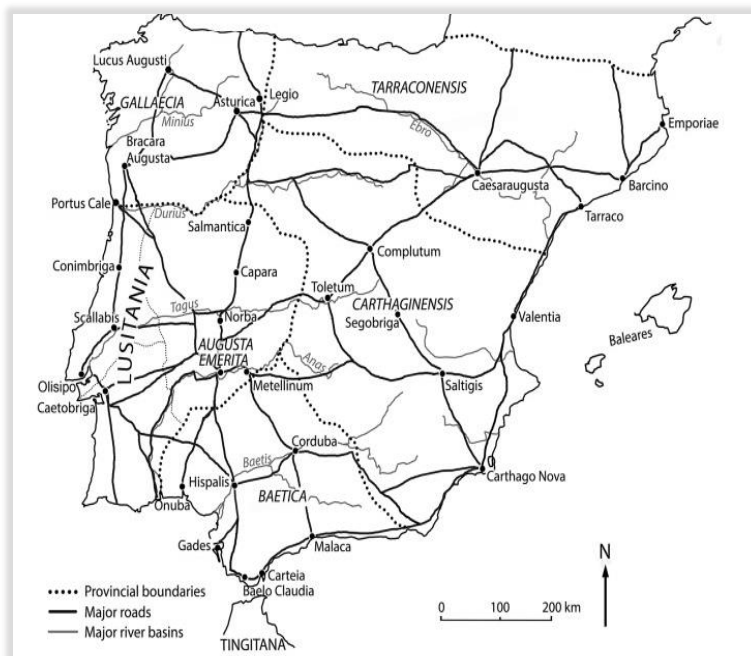 Lucus Augusti
GALLAECIA
Minius
Asturica
Legio
TARRACONENSIS
Ebro
Emporiae
Bracara
Augusta
Caesaraugusta
Barcino
Portus Cale
Durius
Salmantica
Tarraco
Complutum
Conimbriga
Capara
Toletum
CARTHAGINENSIS
LUSITANIA
Tagus
Scallabis
Norba
Segobriga
Valentia
Baleares
AUGUSTA
EMERITA
Anas
Olisipo
Metellinum
Saltigis
Caetobriga
Corduba
Baetis
Carthago Nova
Hispalis
BAETICA
Onuba
Gades
Malaca
Carteia
Baelo Claudia
TINGITANA
Provincial boundaries
Major roads
Major river basins
N
0 100 200 km